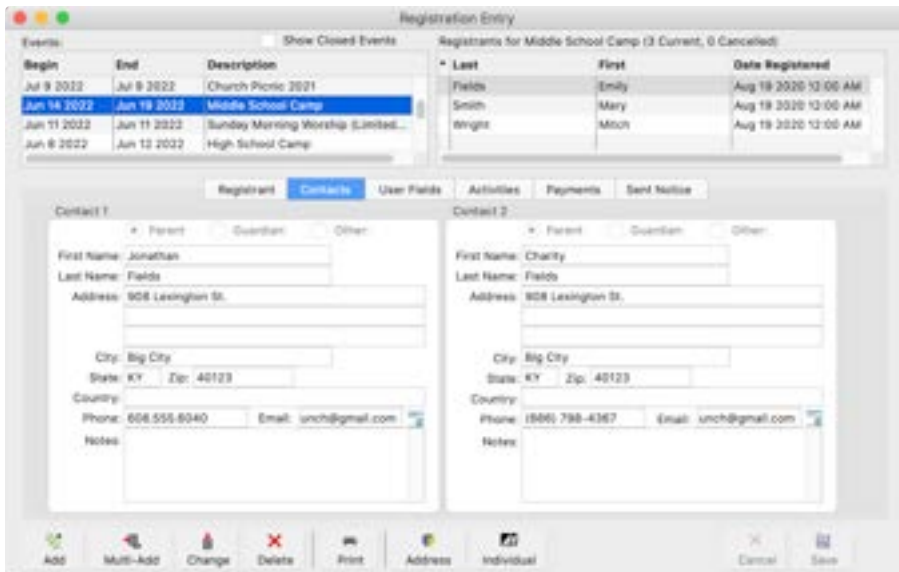 Registration Entry
Events: Show Closed Events
Registrants for Middle School Camp (3 Current, 0 Cancelled)
Begin End Description
Last First Date Registered
Jul 9 2022 Jul 9 2022 Church Picnic 2021
Fields Emily Aug 19 2020 12:00 AM
Jun 14 2022 Jun 19 2022 Middle School Camp
Smith Mary Aug 19 2020 12:00 AM
Jun 11 2022 Jun 11 2022 Sunday Morning Worship (Limited...
Wright Mitch Aug 19 2020 12:00 AM
Jun 12 2022 High School Camp
Registrant Contacts User Fields Activities Payments Sent Notice
Contact 1
Parent Guardian Other
First Name: Jonathan
Last Name: Fields
Address: 908 Lexington St.
City: Big City
State: KY Zip: 40123
Country:
Phone: 606.555.6040 Email: unch@gmail.com
Notes:
Contact 2
Parent Guardian Other
First Name: Charity
Last Name: Fields
Address: 908 Lexington St.
City: Big City
State: KY Zip: 40123
Country:
Phone: 798-4367 Email: unch@gmail.com
Notes:
Add Multi-Add Change Delete Print Address Individual Cancel Save